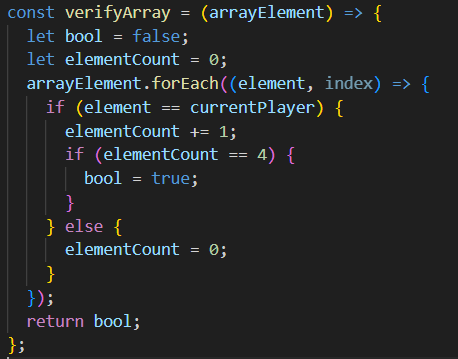 const verifyArray = (arrayElement) => {
  let bool = false;
  let elementCount = 0;
  arrayElement.forEach((element, index) => {
    if (element == currentPlayer) {
      elementCount += 1;
      if (elementCount == 4) {
        bool = true;
      }
    } else {
      elementCount = 0;
    }
  });
  return bool;
};